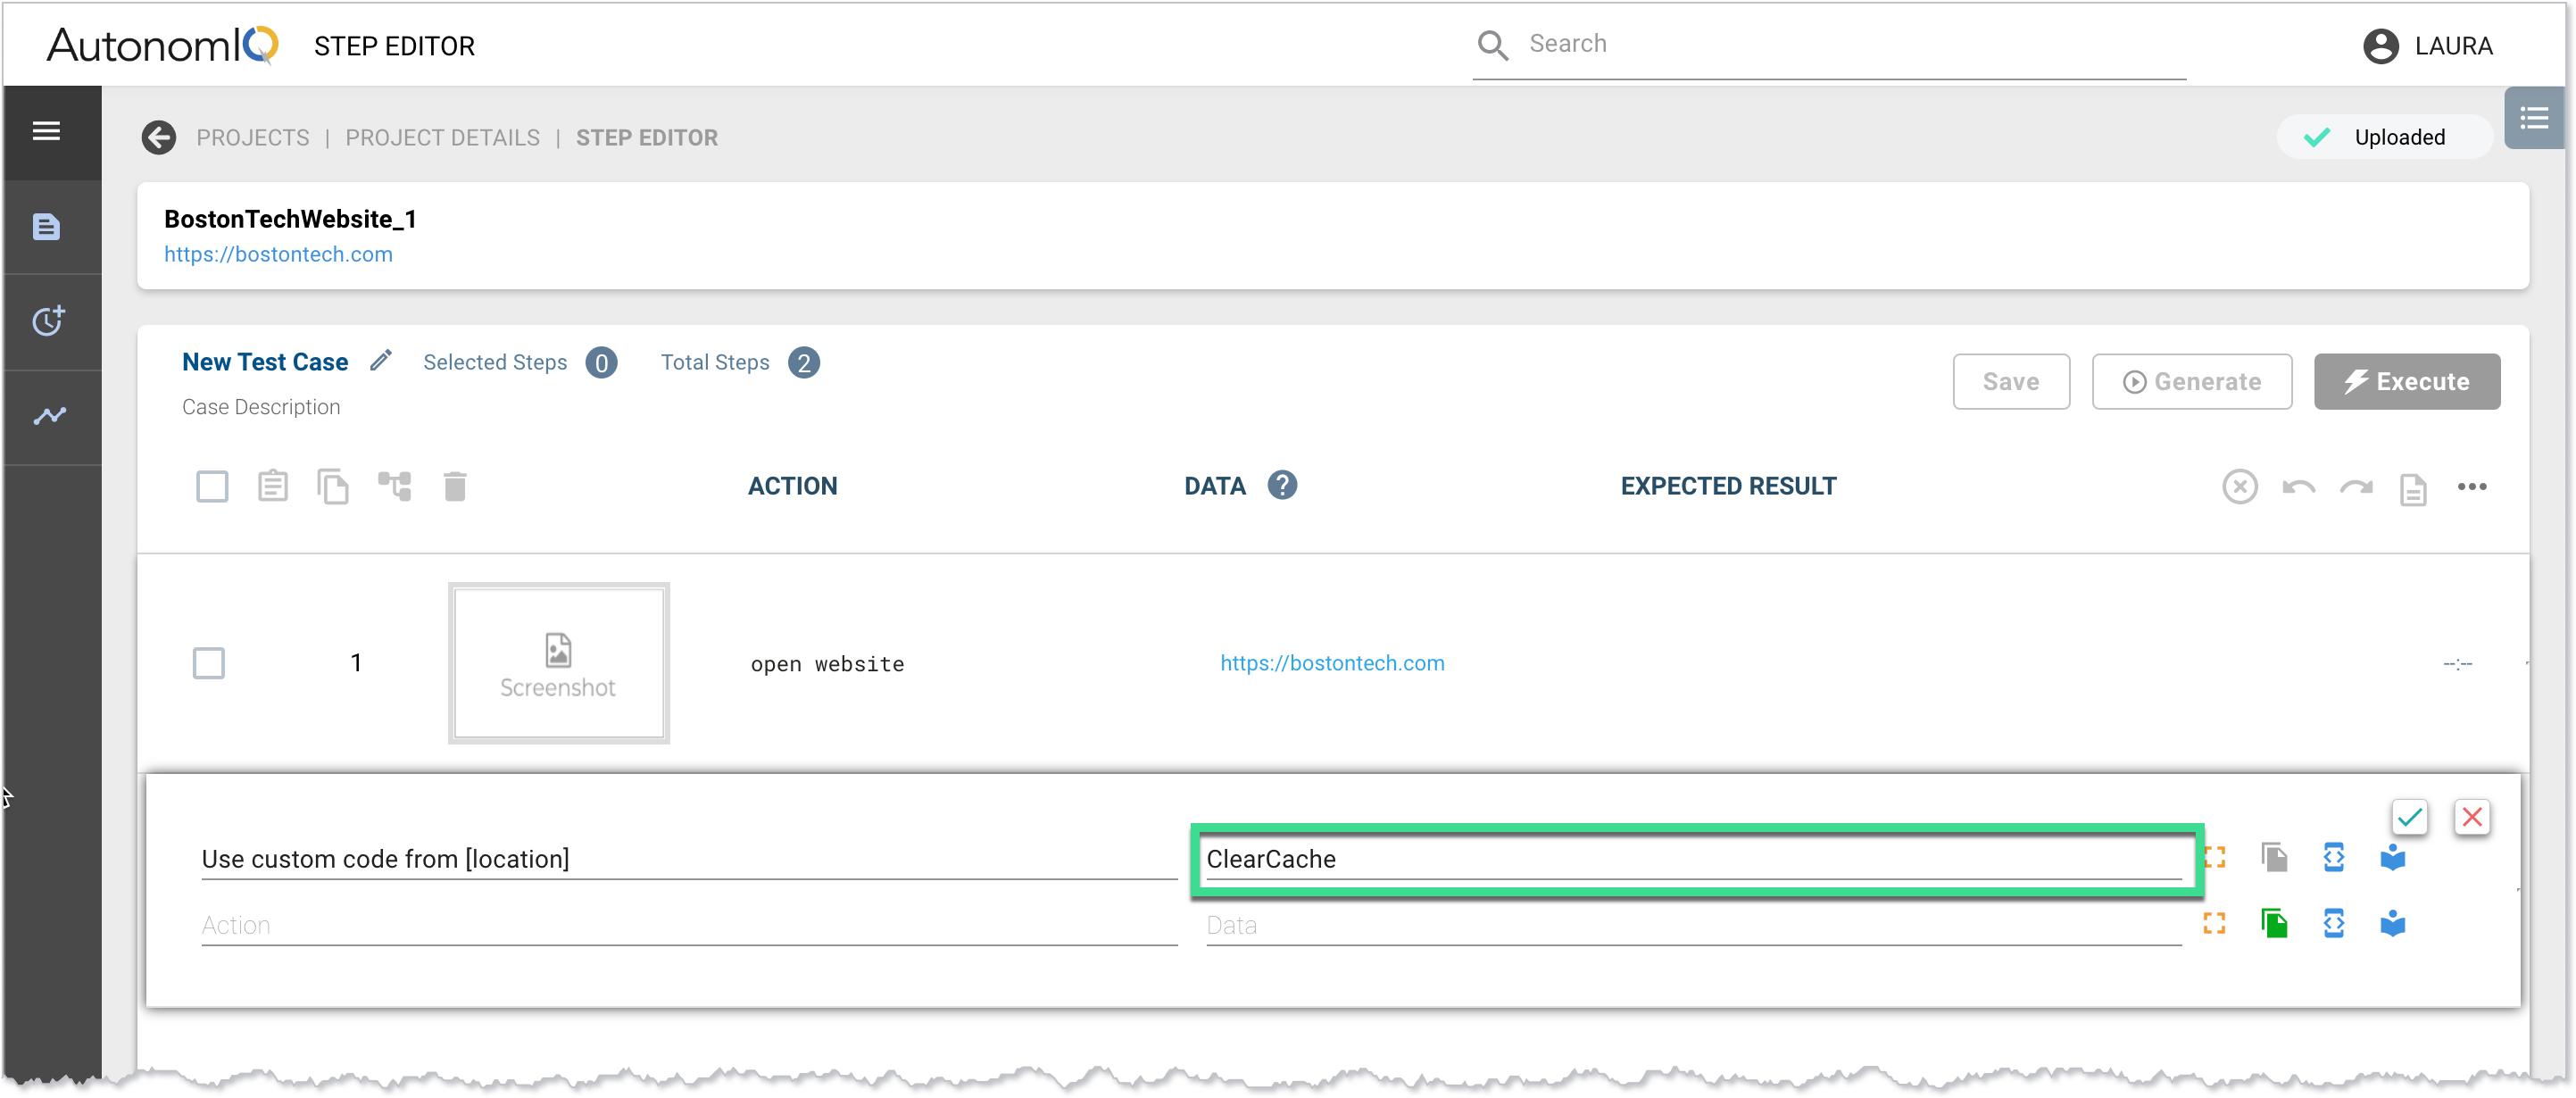 AutonomIQ STEP EDITOR Search LAURA
PROJECTS | PROJECT DETAILS | STEP EDITOR Uploaded
BostonTechWebsite_1
https://bostontech.com
New Test Case Selected Steps 0 Total Steps 2
Save Generate Execute
Case Description
ACTION DATA ? EXPECTED RESULT
1 Screenshot open website https://bostontech.com --:--
Use custom code from [location] ClearCache
Action Data